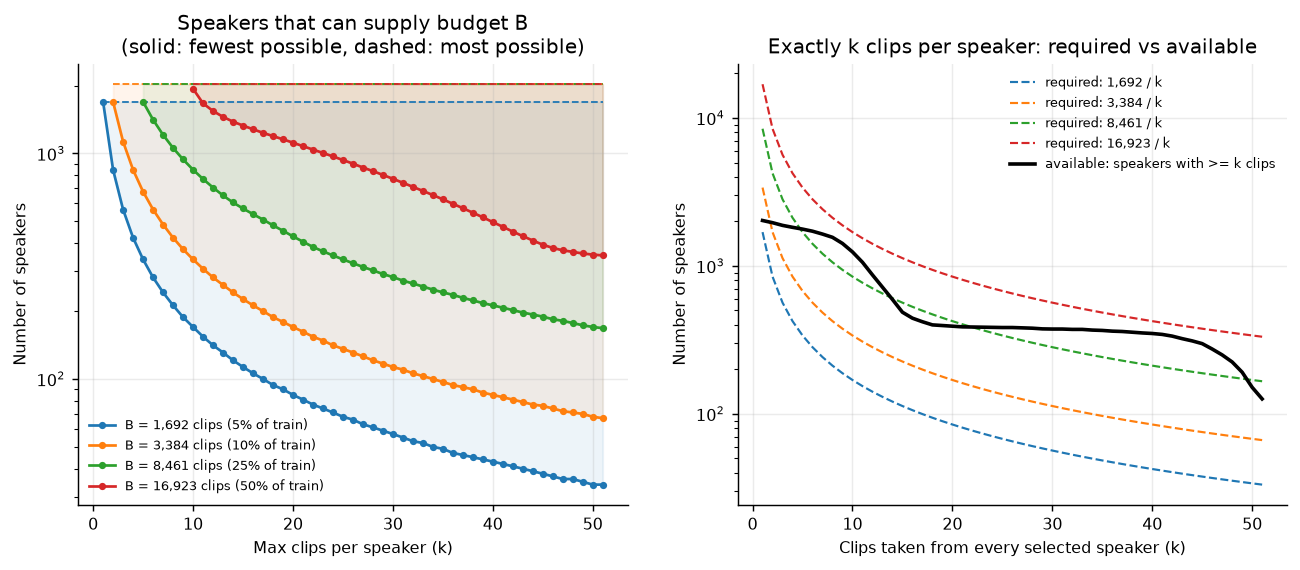 Speakers that can supply budget B
(solid: fewest possible, dashed: most possible)
Number of speakers
10³
10²
B = 1,692 clips (5% of train)
B = 3,384 clips (10% of train)
B = 8,461 clips (25% of train)
B = 16,923 clips (50% of train)
0 10 20 30 40 50
Max clips per speaker (k)
Exactly k clips per speaker: required vs available
Number of speakers
10⁴
10³
10²
required: 1,692 / k
required: 3,384 / k
required: 8,461 / k
required: 16,923 / k
available: speakers with >= k clips
0 10 20 30 40 50
Clips taken from every selected speaker (k)